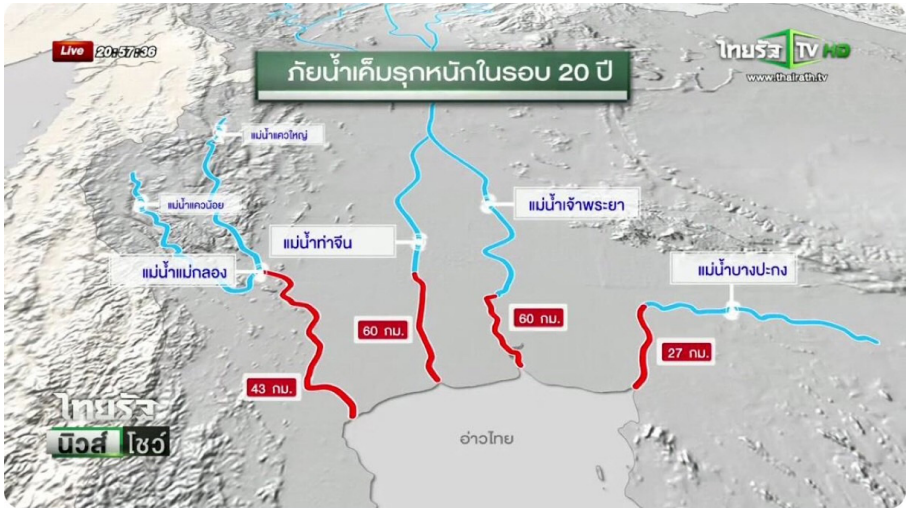 Live 20:57:36
ภัยน้ำเค็มรุกหนักในรอบ 20 ปี
ไทยรัฐ TV HD
www.thairath.tv
แม่น้ำแควใหญ่
แม่น้ำแควน้อย
แม่น้ำเจ้าพระยา
แม่น้ำท่าจีน
แม่น้ำแม่กลอง
แม่น้ำบางปะกง
60 กม.
60 กม.
27 กม.
43 กม.
อ่าวไทย
ไทยรัฐ
นิวส์โชว์